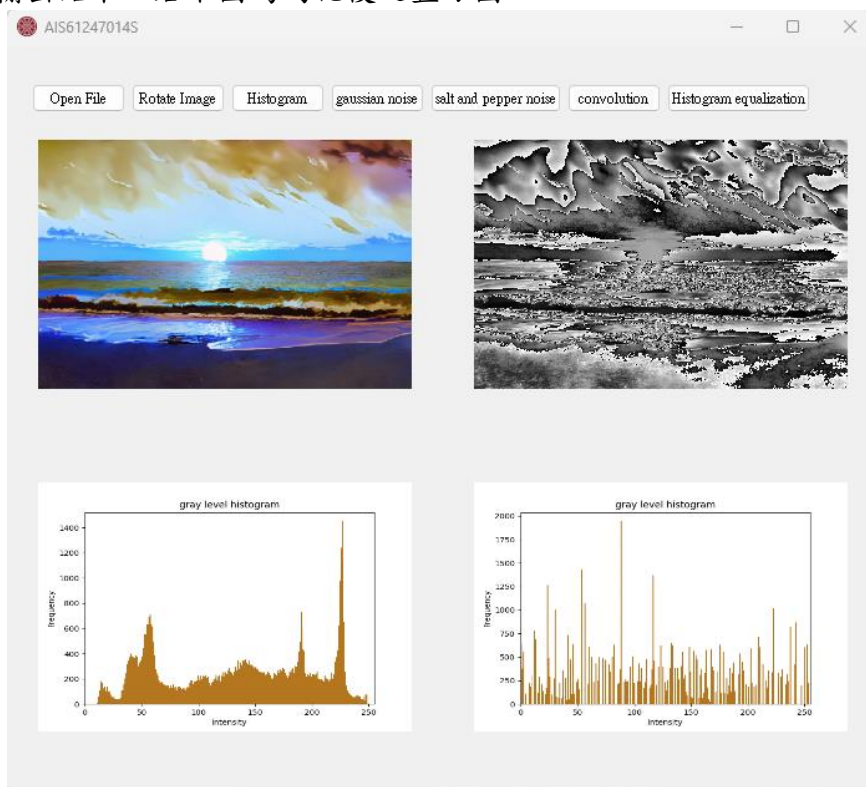 AIS61247014S
Open File Rotate Image Histogram gaussian noise salt and pepper noise convolution Histogram equalization
gray level histogram
frequency
1400
1200
1000
800
600
400
200
0
0 50 100 150 200 250
intensity
gray level histogram
frequency
2000
1750
1500
1250
1000
750
500
250
0
0 50 100 150 200 250
intensity